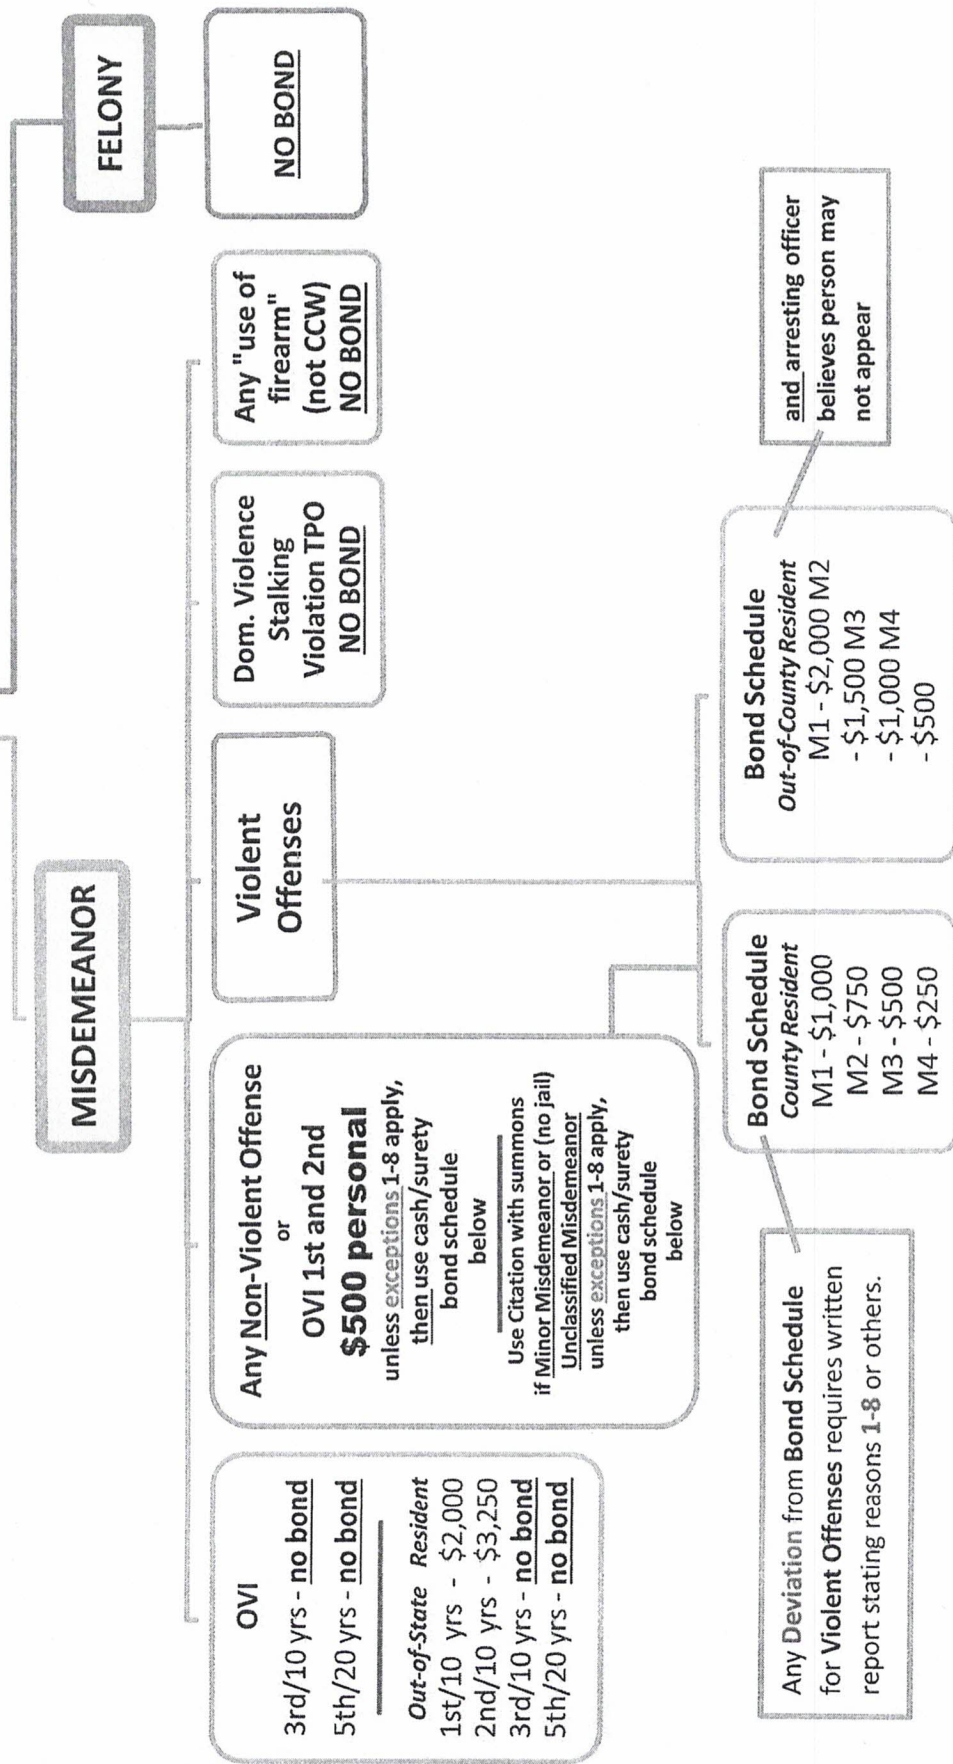 MISDEMEANOR
FELONY
OVI
3rd/10 yrs - no bond
5th/20 yrs - no bond
Out-of-State Resident
1st/10 yrs - $2,000
2nd/10 yrs - $3,250
3rd/10 yrs - no bond
5th/20 yrs - no bond
Any Non-Violent Offense
or
OVI 1st and 2nd
$500 personal
unless exceptions 1-8 apply,
then use cash/surety
bond schedule
below
Use Citation with summons
if Minor Misdemeanor or (no jail)
Unclassified Misdemeanor
unless exceptions 1-8 apply,
then use cash/surety
bond schedule
below
Violent
Offenses
Dom. Violence
Stalking
Violation TPO
NO BOND
Any "use of
firearm"
(not CCW)
NO BOND
NO BOND
Any Deviation from Bond Schedule
for Violent Offenses requires written
report stating reasons 1-8 or others.
Bond Schedule
County Resident
M1 - $1,000
M2 - $750
M3 - $500
M4 - $250
Bond Schedule
Out-of-County Resident
M1 - $2,000 M2
- $1,500 M3
- $1,000 M4
- $500
and arresting officer
believes person may
not appear